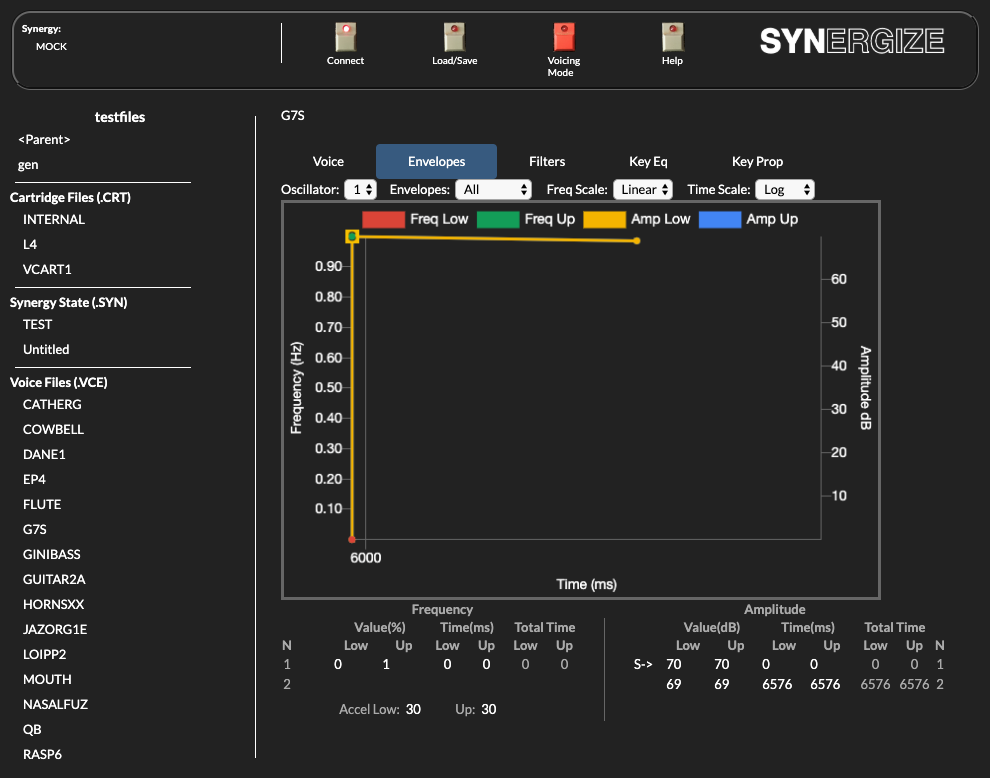 Synergy:
MOCK
Connect
Load/Save
Voicing
Mode
Help
SYNERGIZE
testfiles
<Parent>
gen
Cartridge Files (.CRT)
INTERNAL
L4
VCART1
Synergy State (.SYN)
TEST
Untitled
Voice Files (.VCE)
CATHERG
COWBELL
DANE1
EP4
FLUTE
G7S
GINIBASS
GUITAR2A
HORNSXX
JAZORG1E
LOIPP2
MOUTH
NASALFUZ
QB
RASP6
G7S
Voice Envelopes Filters Key Eq Key Prop
Oscillator: 1 Envelopes: All Freq Scale: Linear Time Scale: Log
Freq Low Freq Up Amp Low Amp Up
0.90
0.80
0.70
0.60
0.50
0.40
0.30
0.20
0.10
Frequency (Hz)
60
50
40
30
20
10
Amplitude dB
6000
Time (ms)
Frequency Amplitude
Value(%) Time(ms) Total Time Value(dB) Time(ms) Total Time
N Low Up Low Up Low Up Low Up Low Up Low Up N
1 0 1 0 0 0 0 S-> 70 70 0 0 0 0 1
2 69 69 6576 6576 6576 6576 2
Accel Low: 30 Up: 30